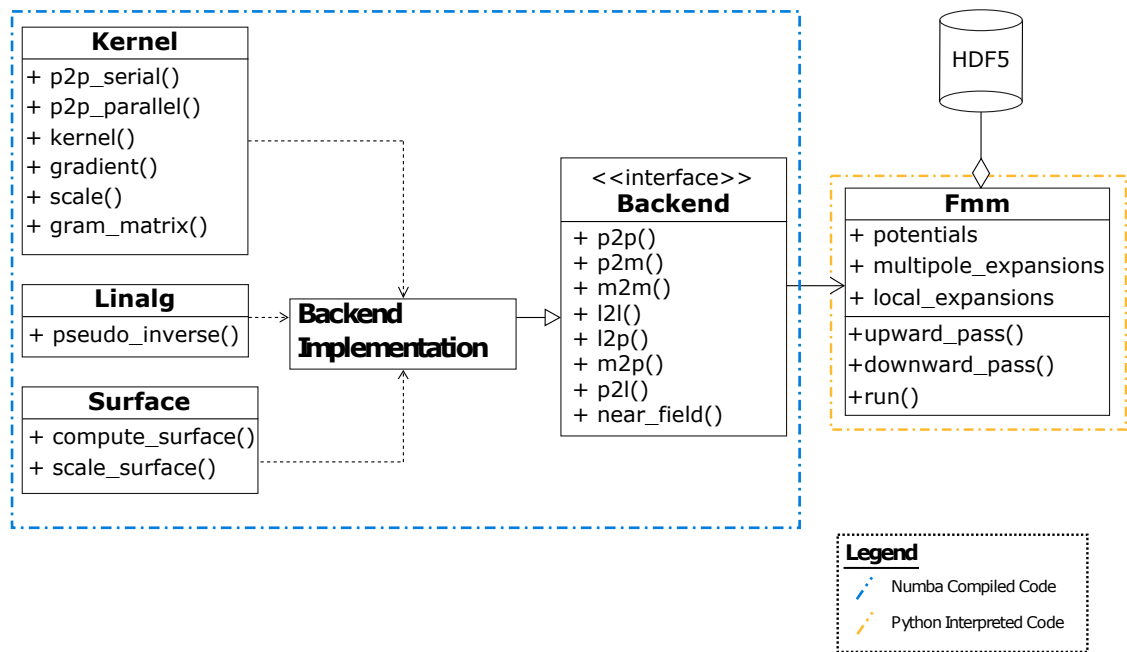 Kernel
+ p2p_serial()
+ p2p_parallel()
+ kernel()
+ gradient()
+ scale()
+ gram_matrix()
Linalg
+ pseudo_inverse()
Surface
+ compute_surface()
+ scale_surface()
Backend
Implementation
<<interface>>
Backend
+ p2p()
+ p2m()
+ m2m()
+ l2l()
+ l2p()
+ m2p()
+ p2l()
+ near_field()
HDF5
Fmm
+ potentials
+ multipole_expansions
+ local_expansions
+upward_pass()
+downward_pass()
+run()
Legend
Numba Compiled Code
Python Interpreted Code